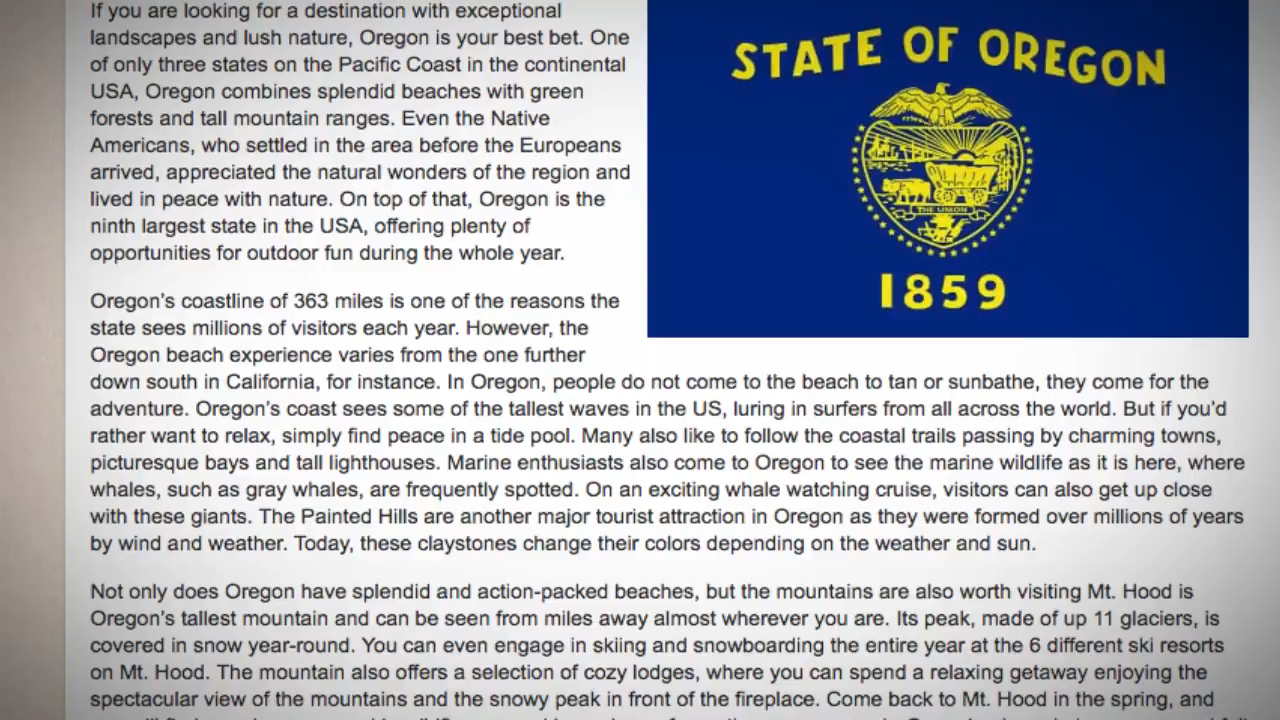 If you are looking for a destination with exceptional
landscapes and lush nature, Oregon is your best bet. One
of only three states on the Pacific Coast in the continental
USA, Oregon combines splendid beaches with green
forests and tall mountain ranges. Even the Native
Americans, who settled in the area before the Europeans
arrived, appreciated the natural wonders of the region and
lived in peace with nature. On top of that, Oregon is the
ninth largest state in the USA, offering plenty of
opportunities for outdoor fun during the whole year.
STATE OF OREGON
THE UNION
1859
Oregon's coastline of 363 miles is one of the reasons the
state sees millions of visitors each year. However, the
Oregon beach experience varies from the one further
down south in California, for instance. In Oregon, people do not come to the beach to tan or sunbathe, they come for the
adventure. Oregon's coast sees some of the tallest waves in the US, luring in surfers from all across the world. But if you'd
rather want to relax, simply find peace in a tide pool. Many also like to follow the coastal trails passing by charming towns,
picturesque bays and tall lighthouses. Marine enthusiasts also come to Oregon to see the marine wildlife as it is here, where
whales, such as gray whales, are frequently spotted. On an exciting whale watching cruise, visitors can also get up close
with these giants. The Painted Hills are another major tourist attraction in Oregon as they were formed over millions of years
by wind and weather. Today, these claystones change their colors depending on the weather and sun.
Not only does Oregon have splendid and action-packed beaches, but the mountains are also worth visiting Mt. Hood is
Oregon's tallest mountain and can be seen from miles away almost wherever you are. Its peak, made of up 11 glaciers, is
covered in snow year-round. You can even engage in skiing and snowboarding the entire year at the 6 different ski resorts
on Mt. Hood. The mountain also offers a selection of cozy lodges, where you can spend a relaxing getaway enjoying the
spectacular view of the mountains and the snowy peak in front of the fireplace. Come back to Mt. Hood in the spring, and